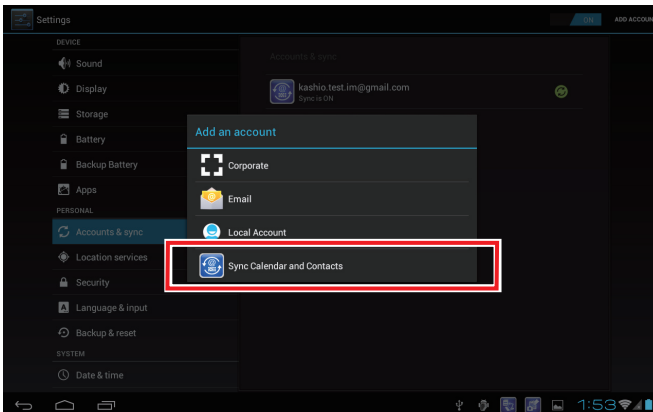 Settings
ON
ADD ACCOUN
DEVICE
Sound
Display
Storage
Battery
Backup Battery
Apps
PERSONAL
Accounts & sync
Location services
Security
Language & input
Backup & reset
SYSTEM
Date & time
Accounts & sync
kashio.test.im@gmail.com
Sync is ON
Add an account
Corporate
Email
Local Account
Sync Calendar and Contacts
1:53